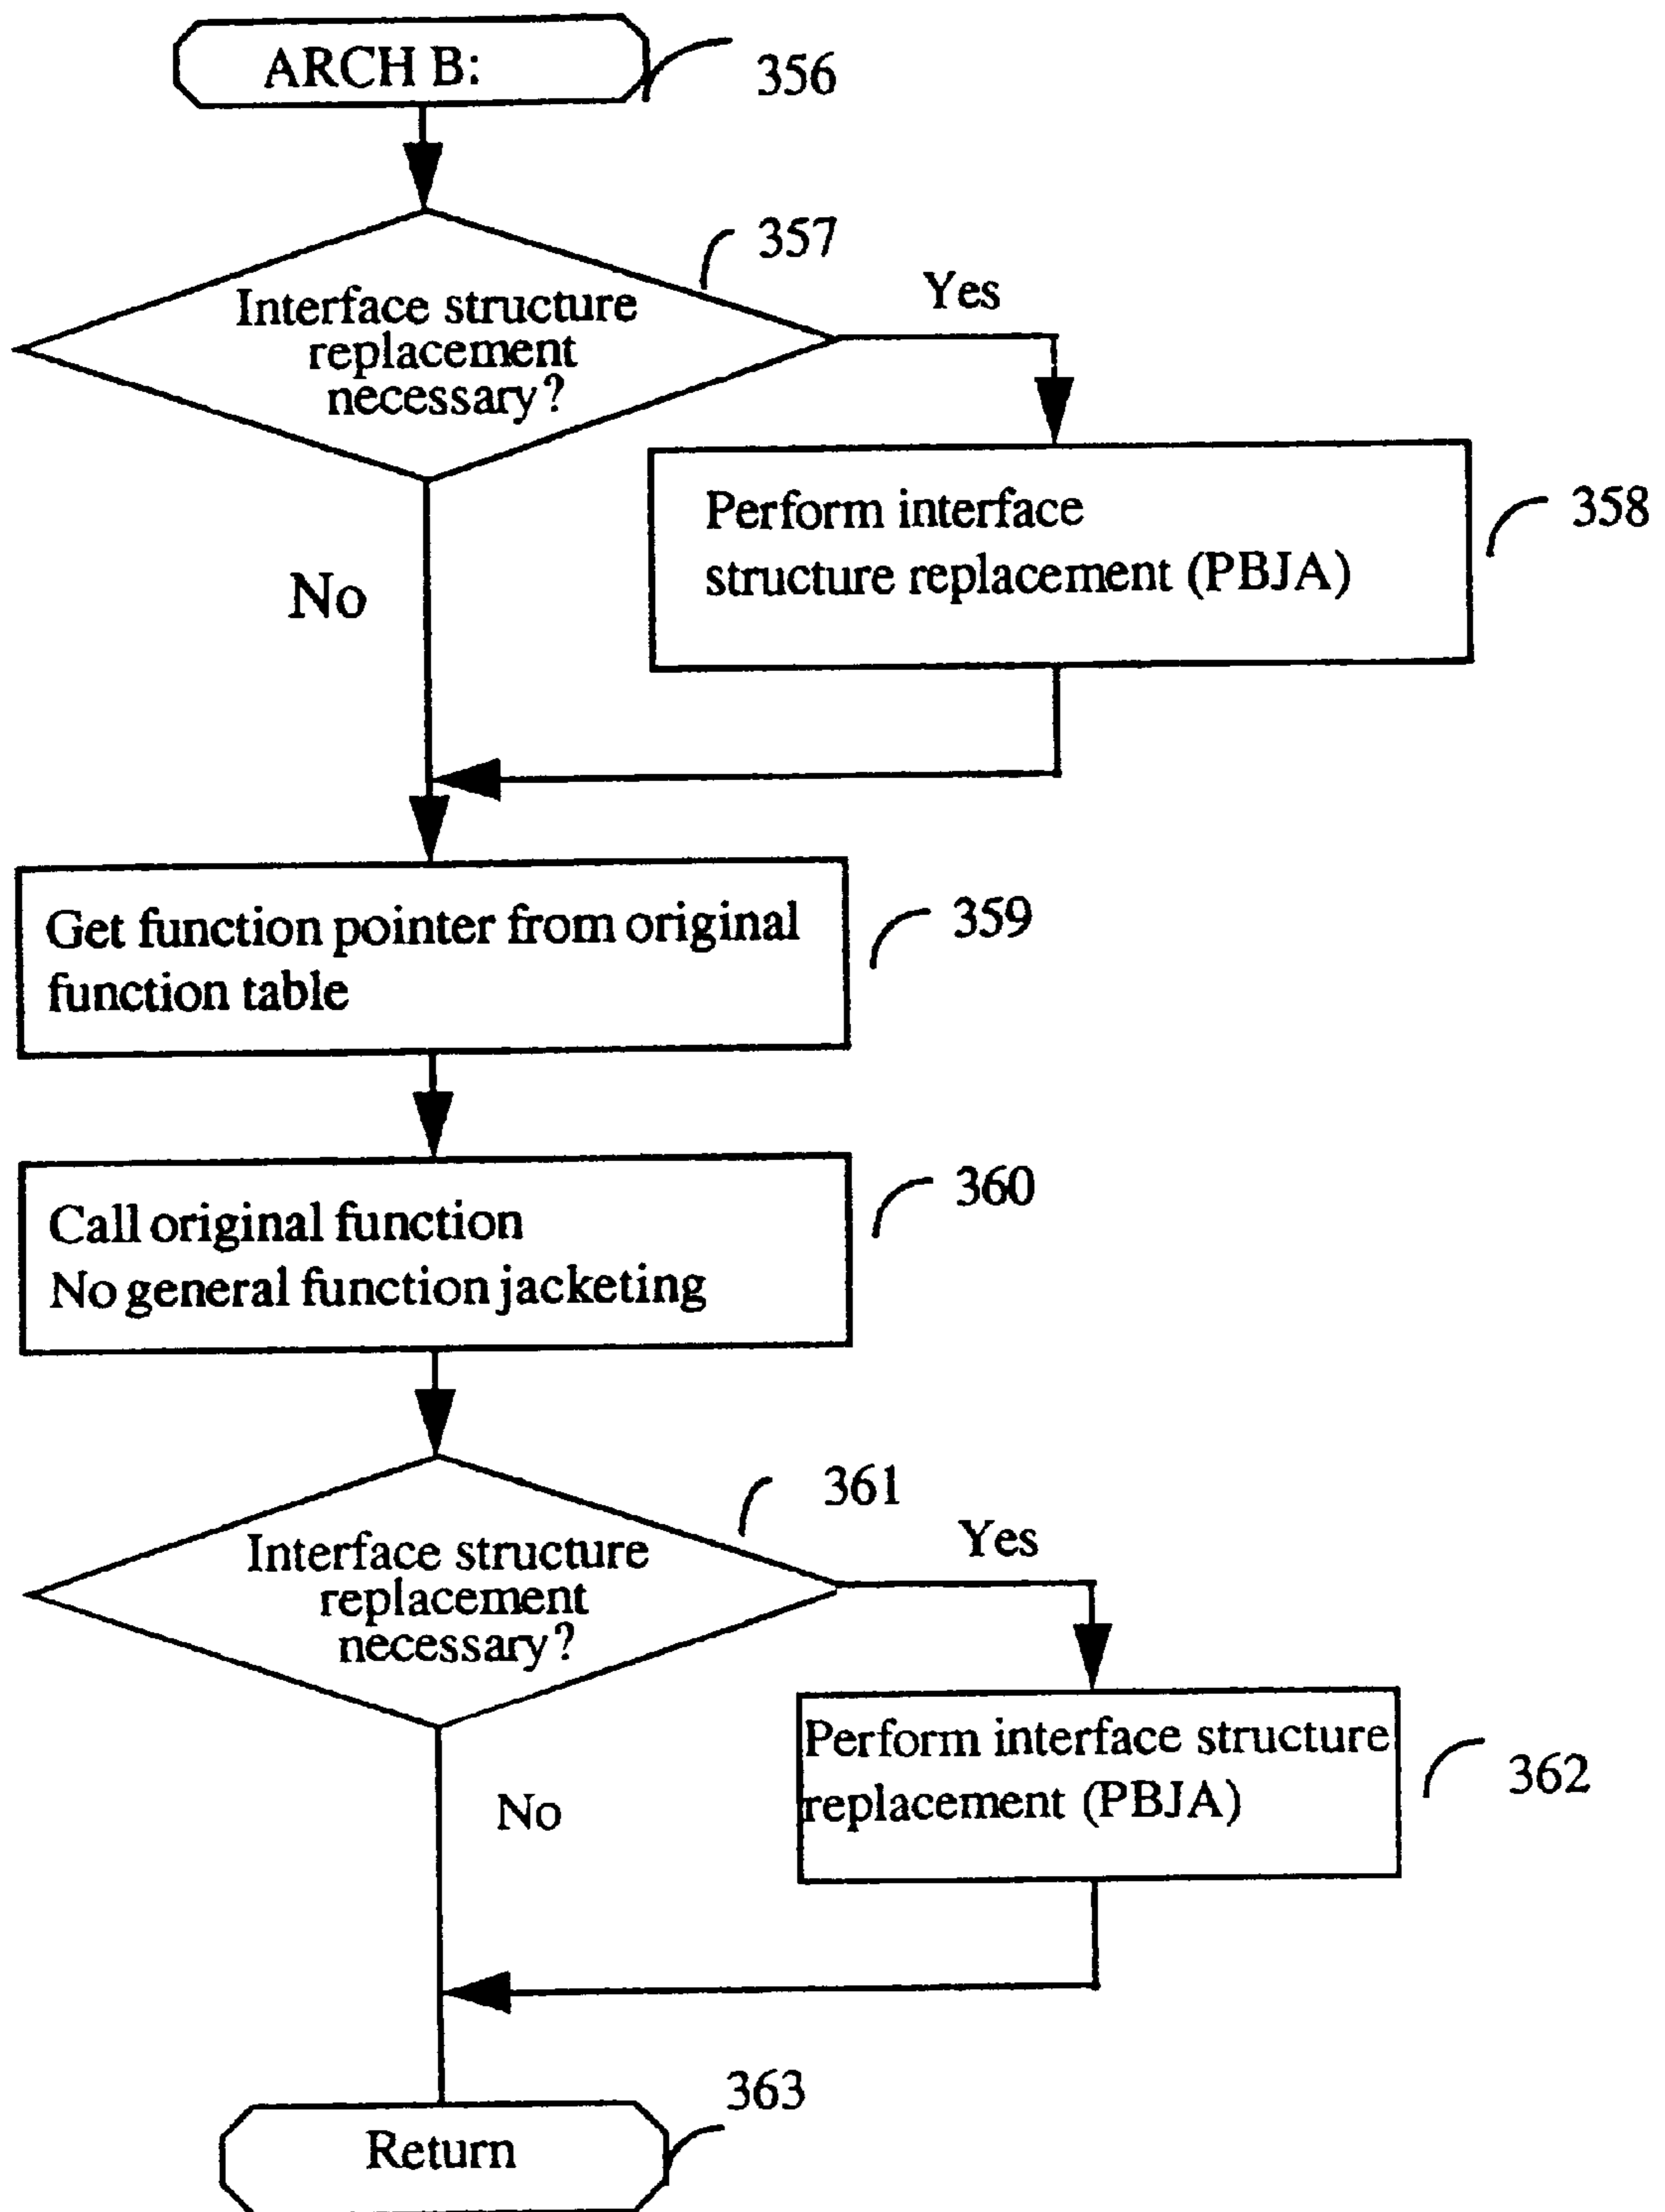 ARCH B:
356
357
Interface structure
replacement
necessary?
Yes
Perform interface
structure replacement (PBJA)
358
No
Get function pointer from original
function table
359
Call original function
No general function jacketing
360
361
Interface structure
replacement
necessary?
Yes
Perform interface structure
replacement (PBJA)
362
No
363
Return